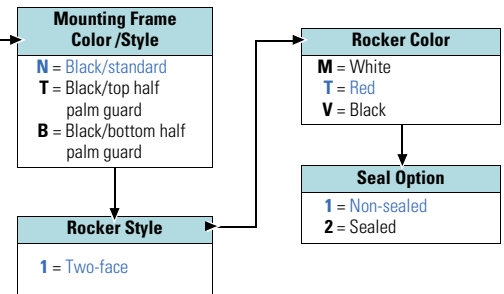 Mounting Frame
Color /Style
N = Black/standard
T = Black/top half
palm guard
B = Black/bottom half
palm guard
Rocker Style
1 = Two-face
Rocker Color
M = White
T = Red
V = Black
Seal Option
1 = Non-sealed
2 = Sealed